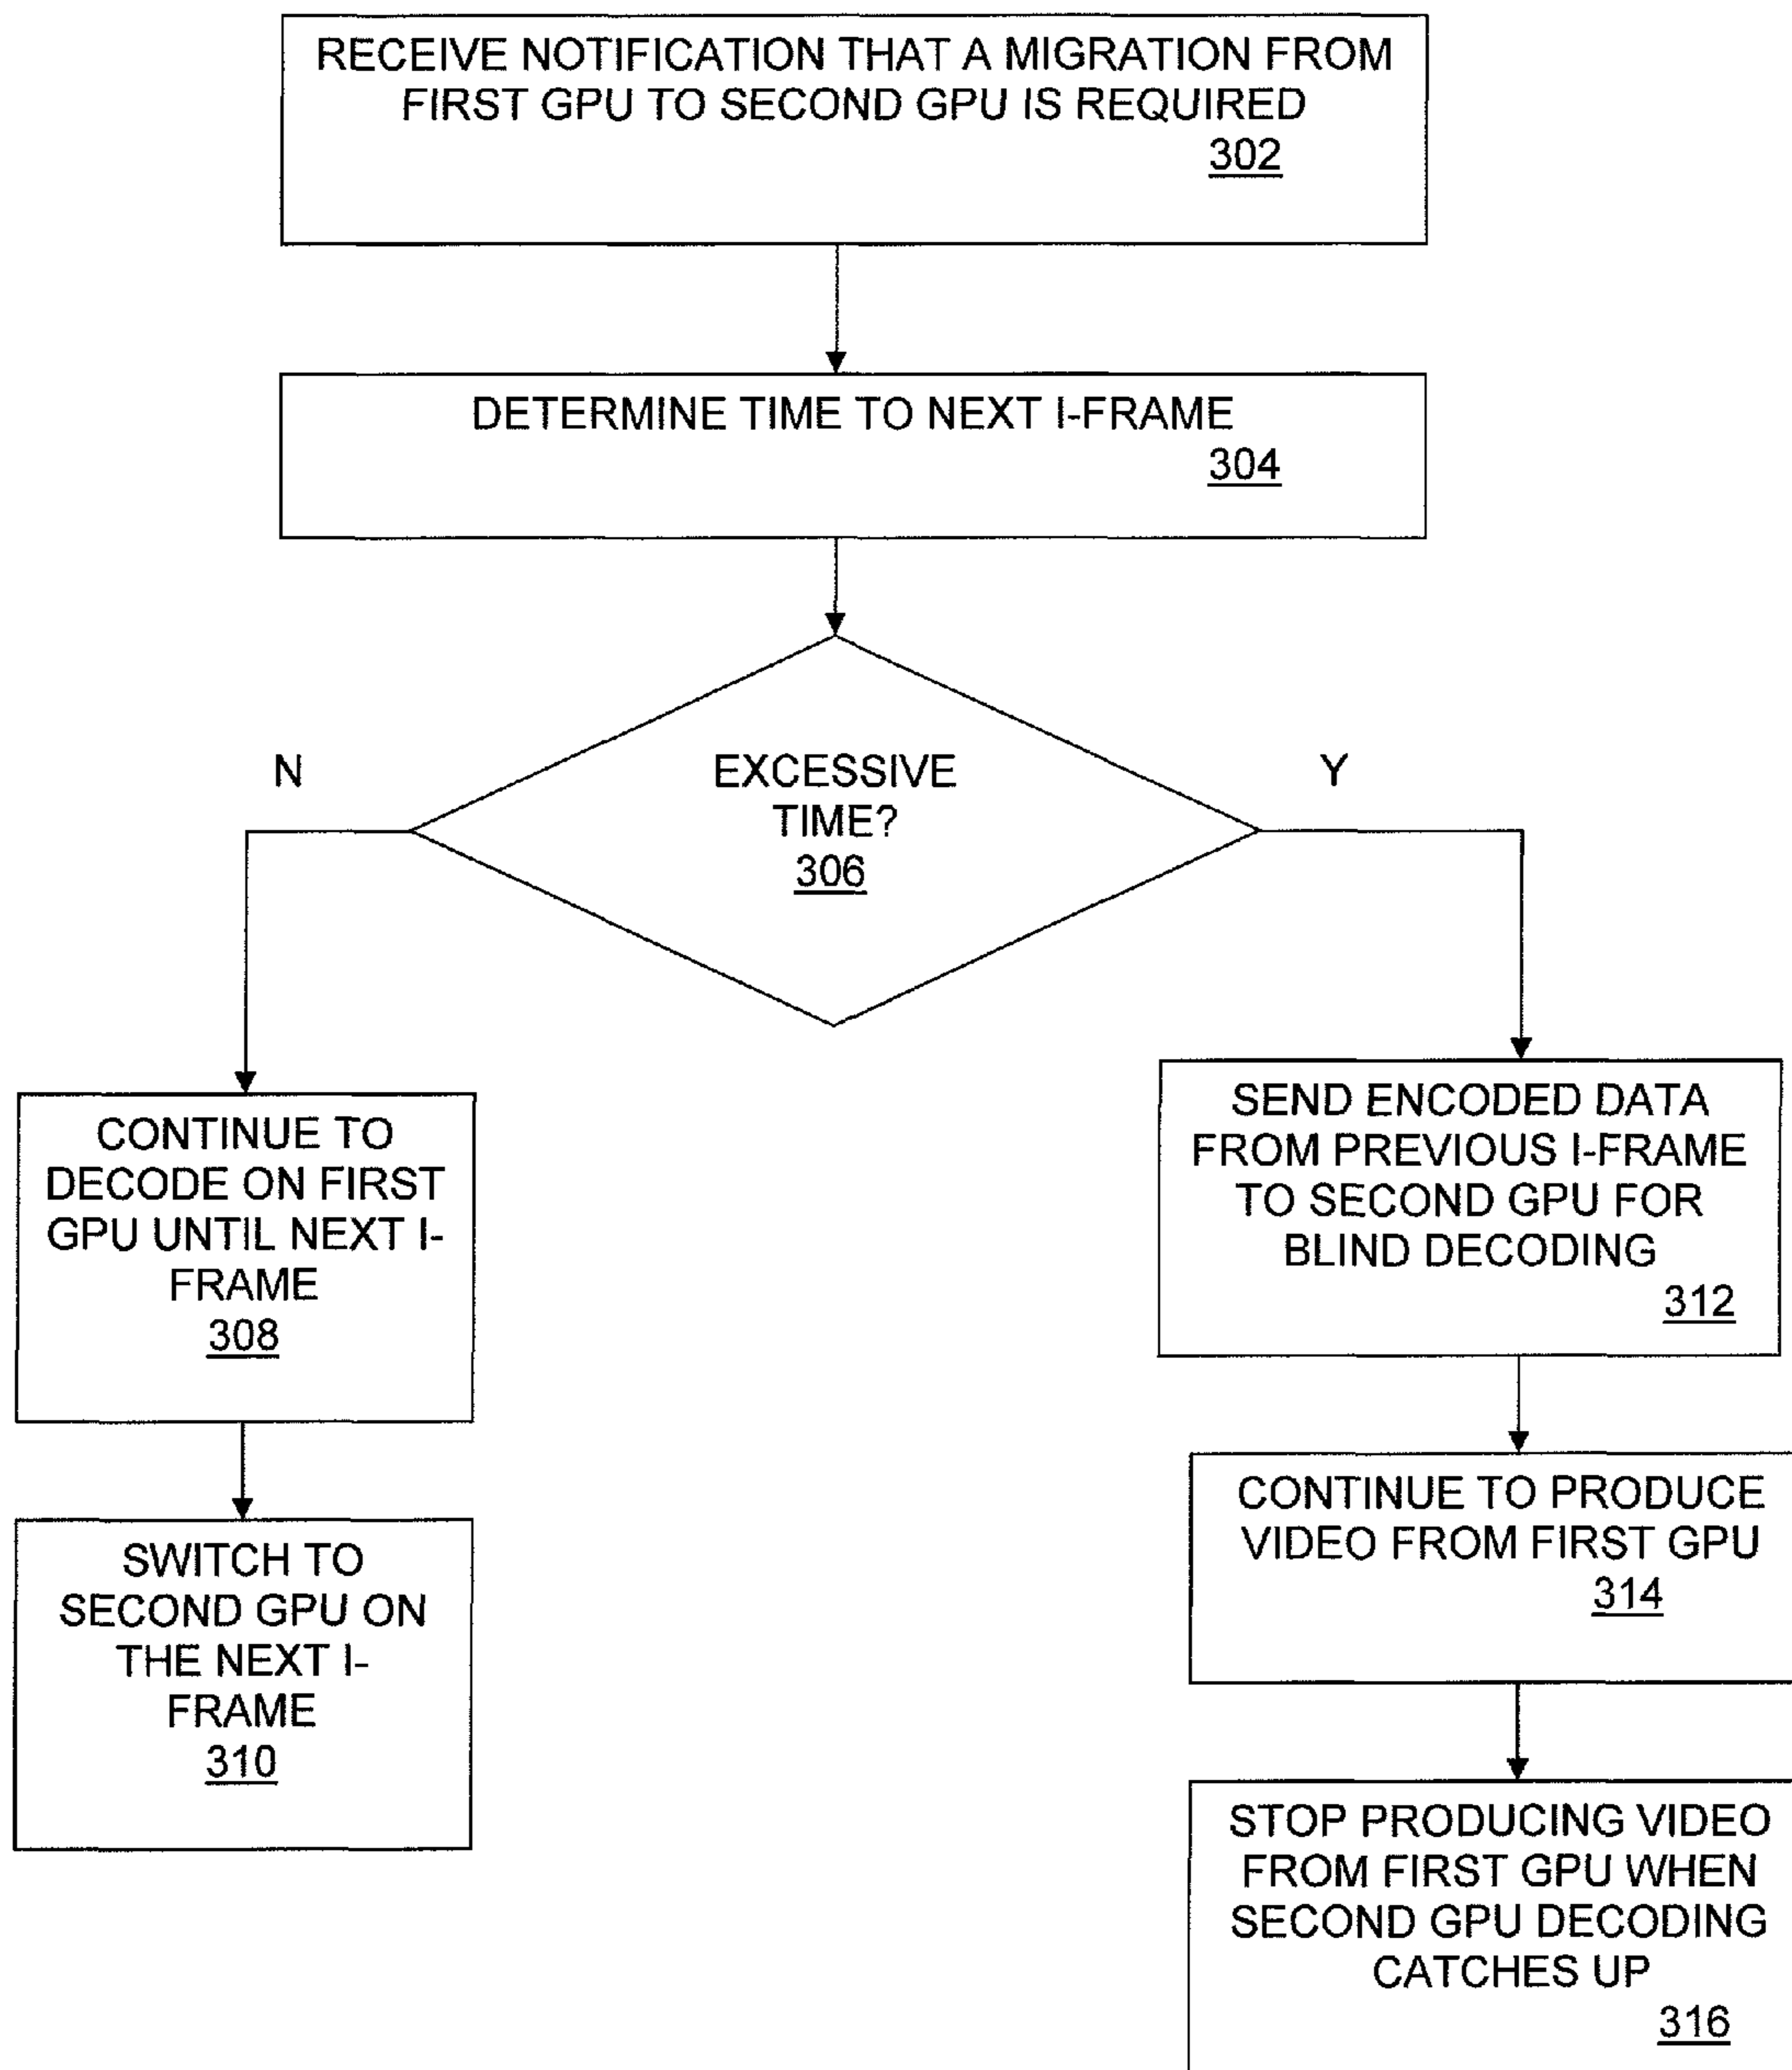 RECEIVE NOTIFICATION THAT A MIGRATION FROM
FIRST GPU TO SECOND GPU IS REQUIRED
302
DETERMINE TIME TO NEXT I-FRAME
304
N
EXCESSIVE
TIME?
306
Y
CONTINUE TO
DECODE ON FIRST
GPU UNTIL NEXT I-
FRAME
308
SWITCH TO
SECOND GPU ON
THE NEXT I-
FRAME
310
SEND ENCODED DATA
FROM PREVIOUS I-FRAME
TO SECOND GPU FOR
BLIND DECODING
312
CONTINUE TO PRODUCE
VIDEO FROM FIRST GPU
314
STOP PRODUCING VIDEO
FROM FIRST GPU WHEN
SECOND GPU DECODING
CATCHES UP
316